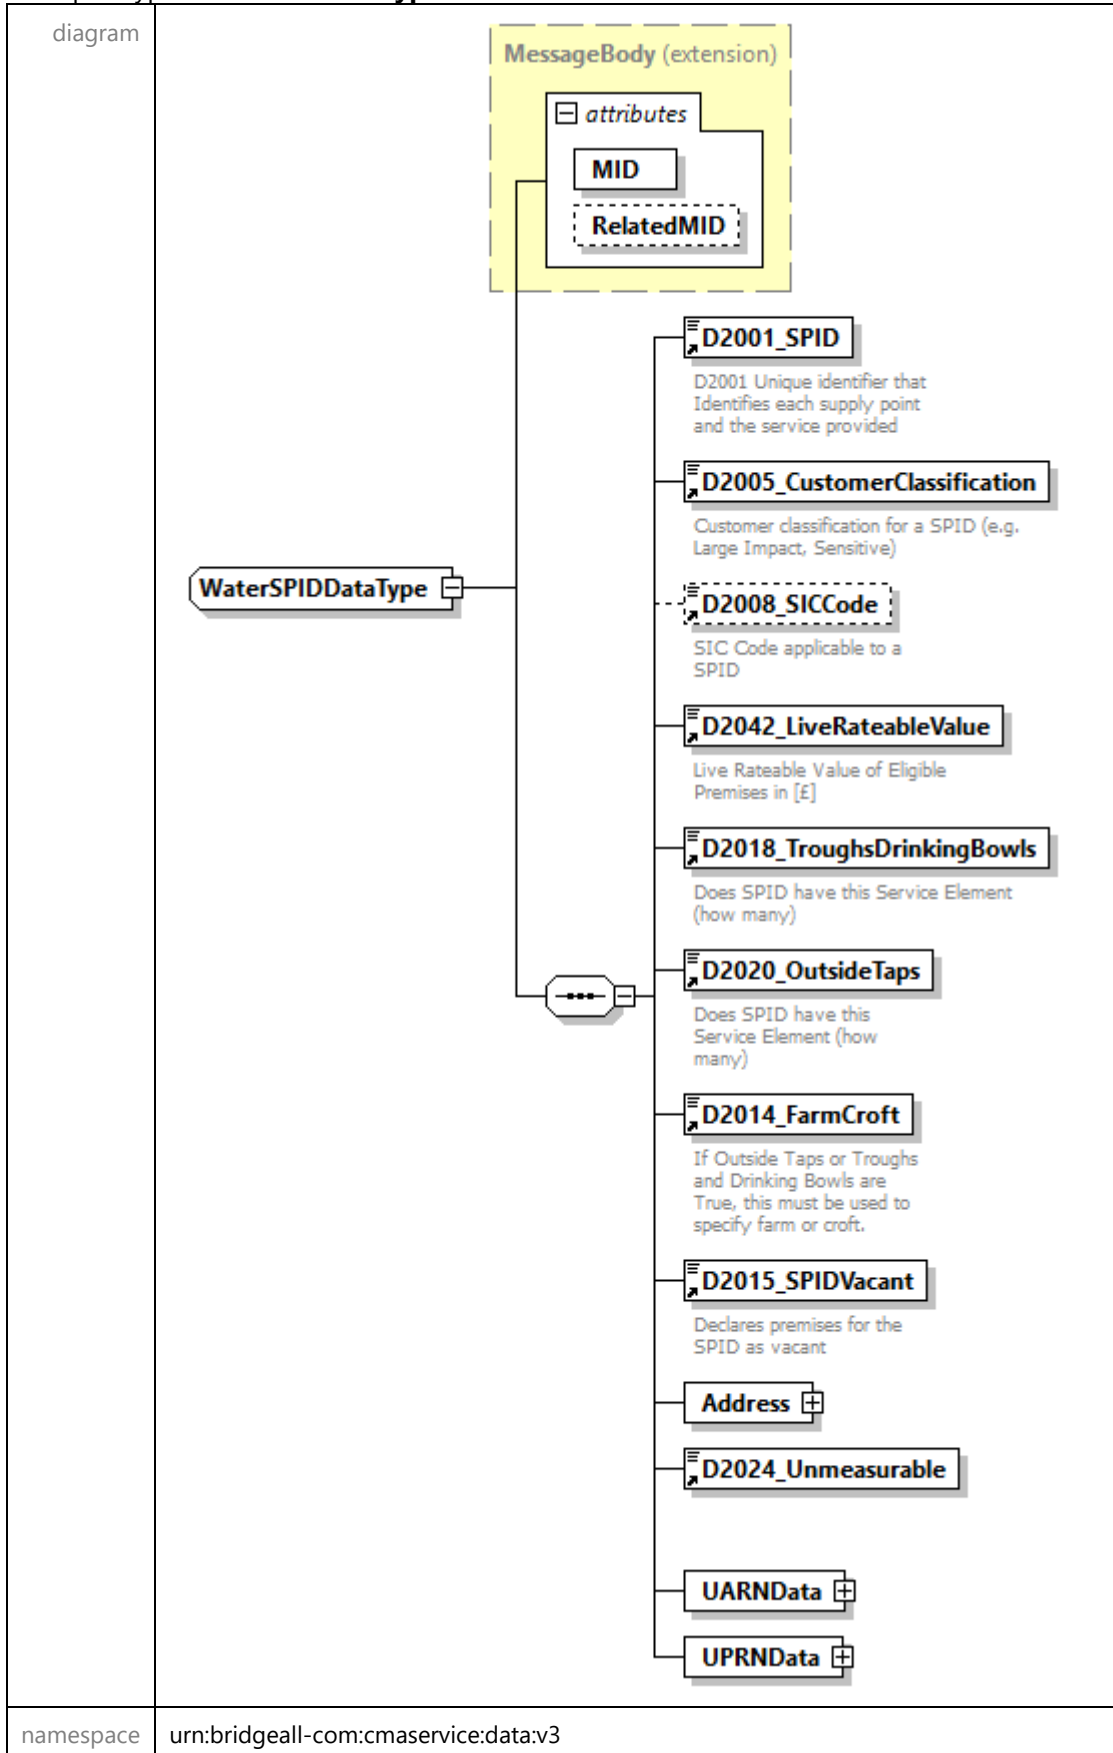 diagram
MessageBody (extension)
attributes
MID
RelatedMID
WaterSPIDDataType
D2001_SPID
D2001 Unique identifier that
Identifies each supply point
and the service provided
D2005_CustomerClassification
Customer classification for a SPID (e.g.
Large Impact, Sensitive)
D2008_SICCode
SIC Code applicable to a
SPID
D2042_LiveRateableValue
Live Rateable Value of Eligible
Premises in [£]
D2018_TroughsDrinkingBowls
Does SPID have this Service Element
(how many)
D2020_OutsideTaps
Does SPID have this
Service Element (how
many)
D2014_FarmCroft
If Outside Taps or Troughs
and Drinking Bowls are
True, this must be used to
specify farm or croft.
D2015_SPIDVacant
Declares premises for the
SPID as vacant
Address
D2024_Unmeasurable
UARNData
UPRNData
namespace urn:bridgeall-com:cmaservice:data:v3